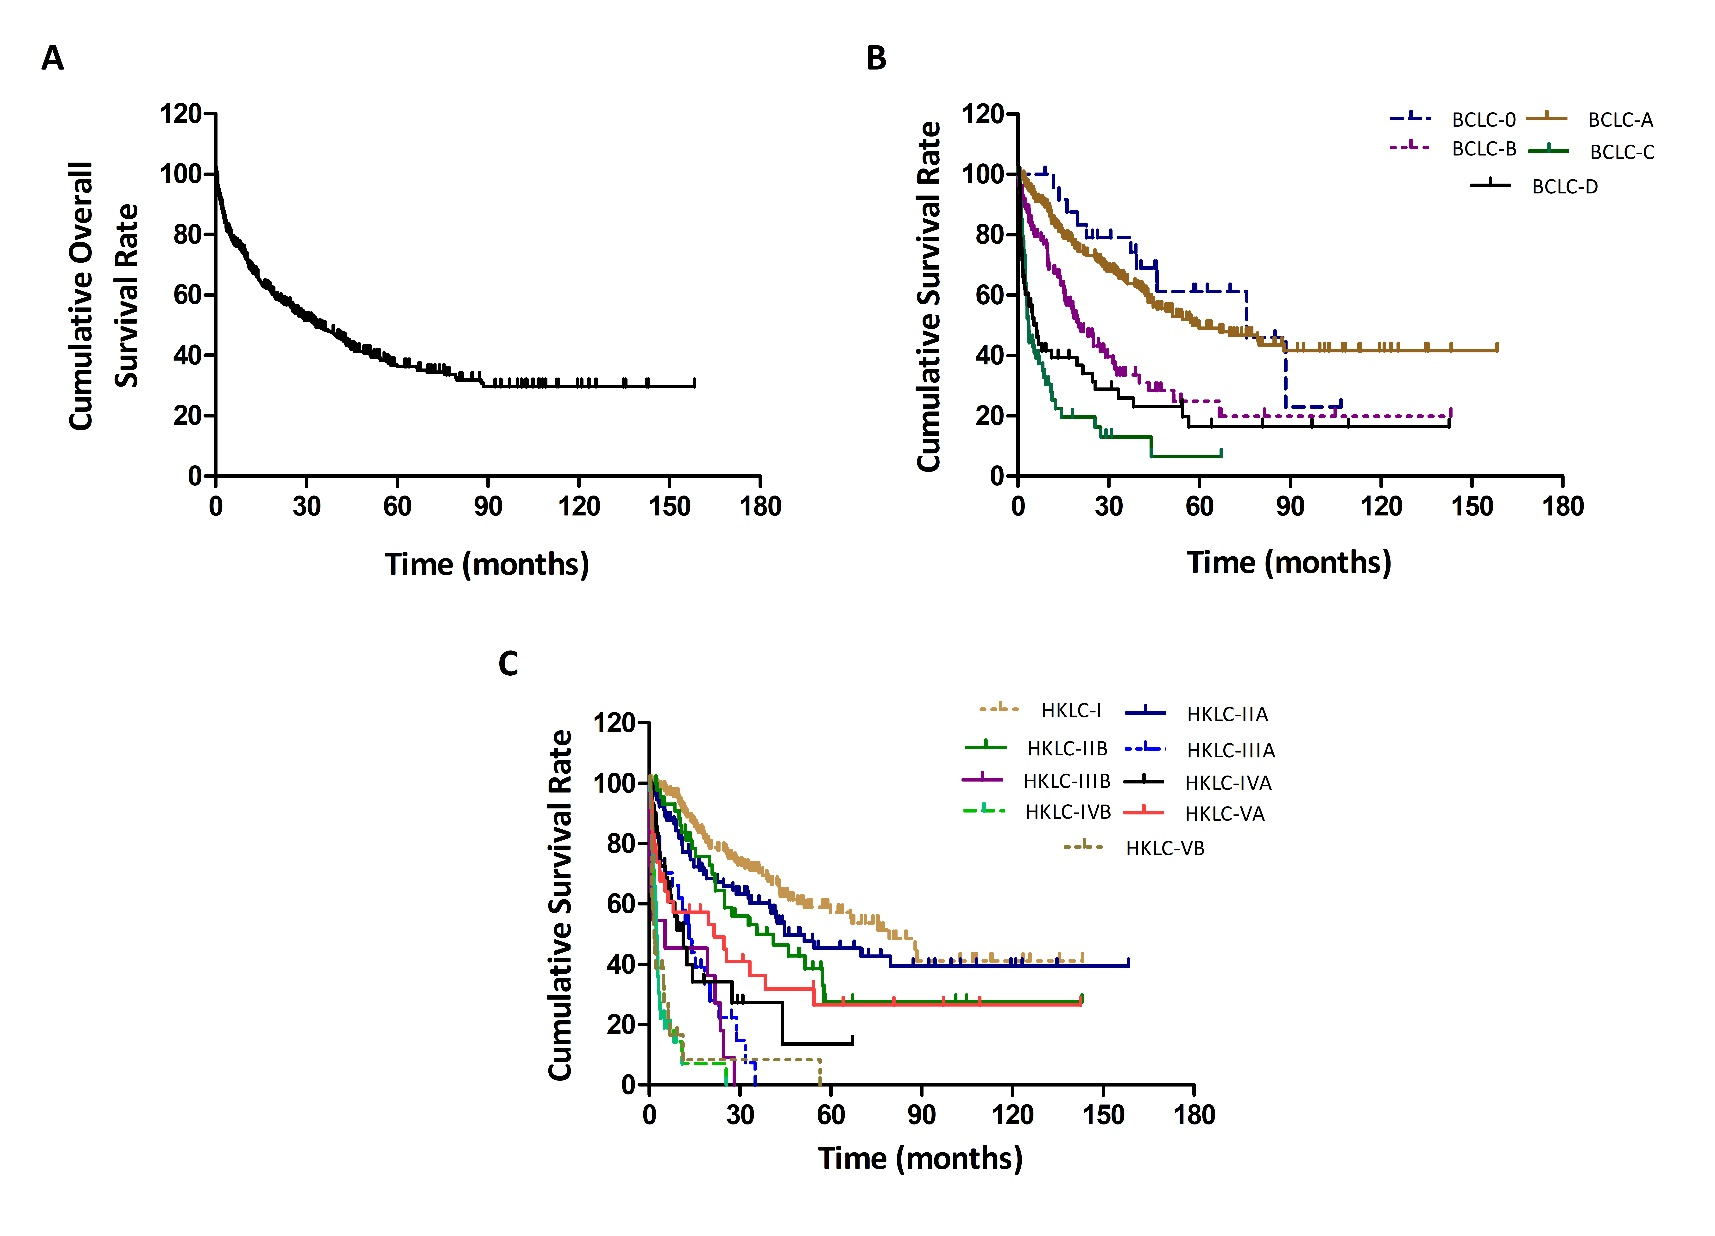 A
120
100
80
60
40
20
0
0 30 60 90 120 150 180
Cumulative Overall
Survival Rate
Time (months)
B
120
100
80
60
40
20
0
0 30 60 90 120 150 180
Cumulative Survival Rate
Time (months)
BCLC-0 BCLC-A
BCLC-B BCLC-C
BCLC-D
C
120
100
80
60
40
20
0
0 30 60 90 120 150 180
Cumulative Survival Rate
Time (months)
HKLC-I HKLC-IIA
HKLC-IIB HKLC-IIIA
HKLC-IIIB HKLC-IVA
HKLC-IVB HKLC-VA
HKLC-VB